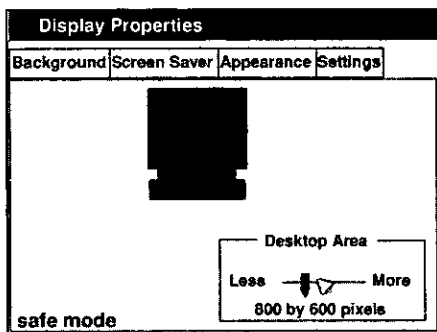 Display Properties
Background Screen Saver Appearance Settings
Desktop Area
Less More
800 by 600 pixels
safe mode